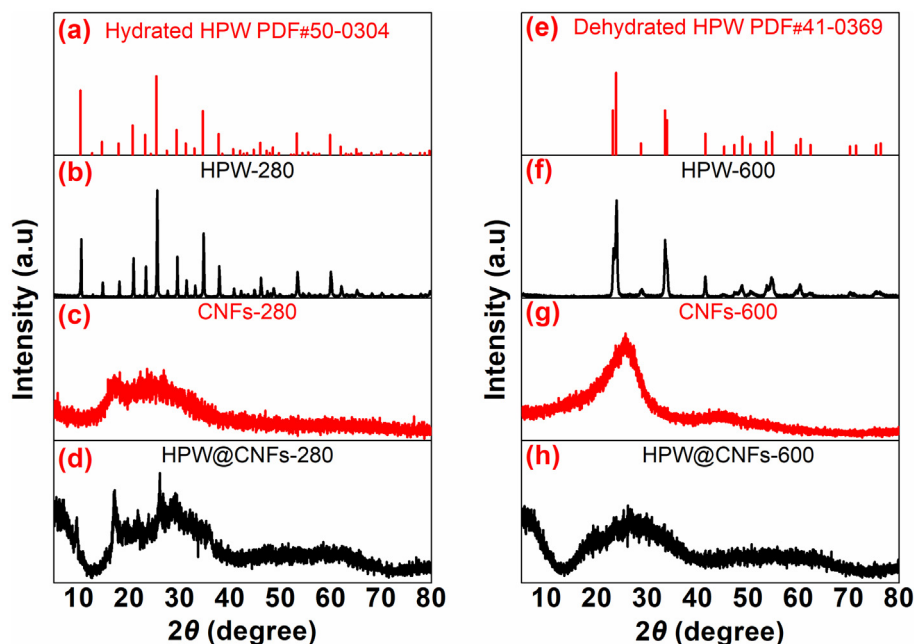 (a) Hydrated HPW PDF#50-0304
(b) HPW-280
(c) CNFs-280
(d) HPW@CNFs-280
Intensity (a.u)
10 20 30 40 50 60 70 80
2θ (degree)
(e) Dehydrated HPW PDF#41-0369
(f) HPW-600
(g) CNFs-600
(h) HPW@CNFs-600
Intensity (a.u)
10 20 30 40 50 60 70 80
2θ (degree)